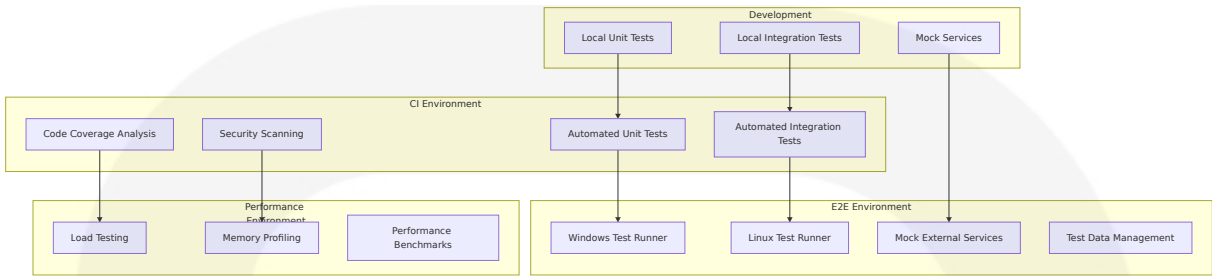 Development
Local Unit Tests
Local Integration Tests
Mock Services
CI Environment
Code Coverage Analysis
Security Scanning
Automated Unit Tests
Automated Integration
Tests
Performance
Environment
Load Testing
Memory Profiling
Performance
Benchmarks
E2E Environment
Windows Test Runner
Linux Test Runner
Mock External Services
Test Data Management